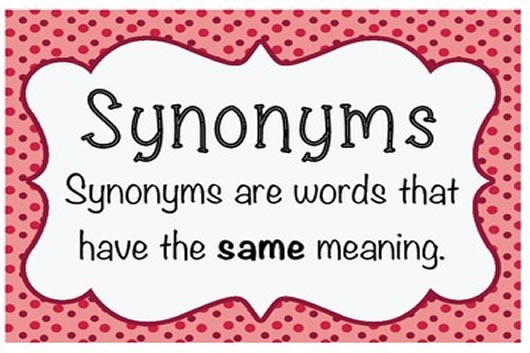 Synonyms
Synonyms are words that
have the same meaning.